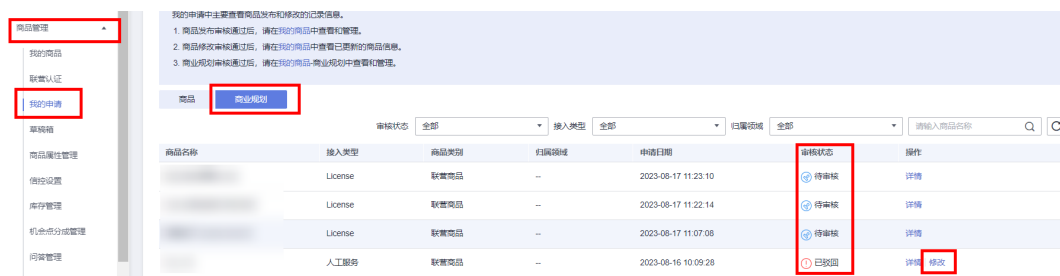 我的申请中主要查看商品发布和修改的记录信息。
1. 商品发布审核通过后，请在我的商品中查看和管理。
2. 商品修改审核通过后，请在我的商品中查看已更新的商品信息。
3. 商业规划审核通过后，请在我的商品-商业规划中查看和管理。
商品管理
我的商品
联营认证
我的申请
草稿箱
商品属性管理
信控设置
库存管理
机会点分成管理
问答管理
商品 商业规划
审核状态 全部 接入类型 全部 归属领域 全部 请输入商品名称
商品名称 接入类型 商品类别 归属领域 申请日期 审核状态 操作
License 联营商品 -- 2023-08-17 11:23:10 待审核 详情
License 联营商品 -- 2023-08-17 11:22:14 待审核 详情
License 联营商品 -- 2023-08-17 11:07:08 待审核 详情
人工服务 联营商品 -- 2023-08-16 10:09:28 已驳回 详情 修改